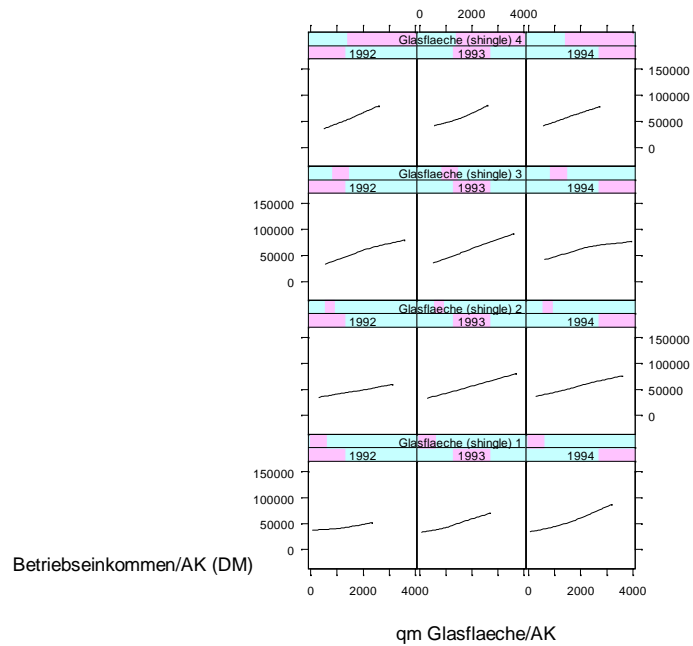 0 2000 4000
Glasflaeche (shingle) 4
1992 1993 1994
150000
100000
50000
0
Glasflaeche (shingle) 3
1992 1993 1994
150000
100000
50000
0
Glasflaeche (shingle) 2
1992 1993 1994
150000
100000
50000
0
Glasflaeche (shingle) 1
1992 1993 1994
150000
100000
50000
0
Betriebseinkommen/AK (DM)
0 2000 4000 0 2000 4000
qm Glasflaeche/AK